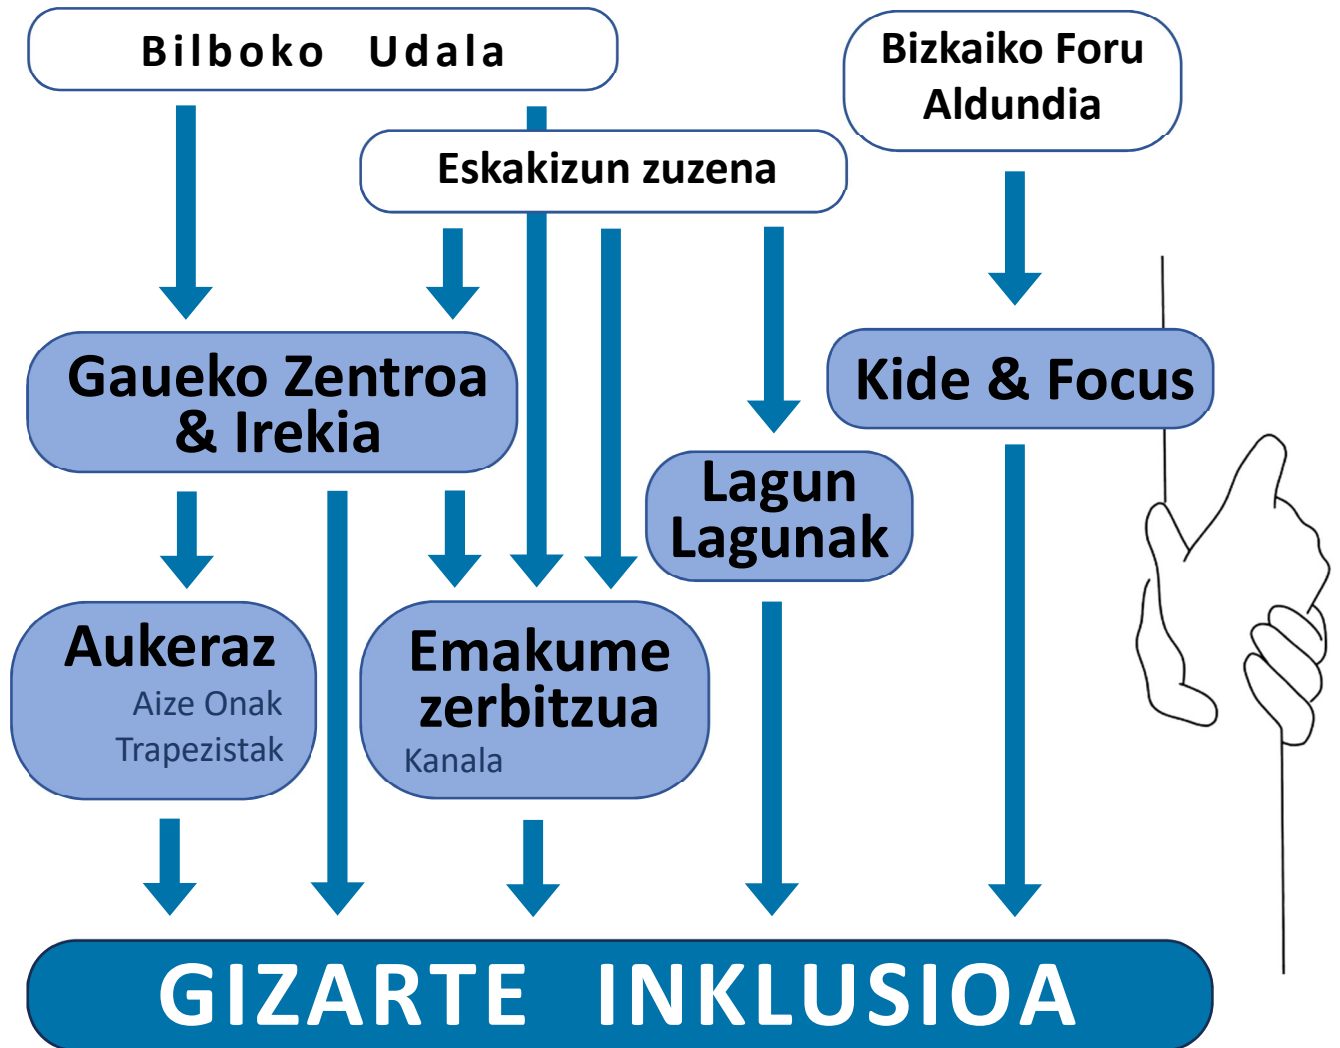 Bilboko Udala
Bizkaiko Foru
Aldundia
Eskakizun zuzena
Gaueko Zentroa
& Irekia
Kide & Focus
Lagun
Lagunak
Aukeraz
Aize Onak
Trapezistak
Emakume
zerbitzua
Kanala
GIZARTE INKLUSIOA